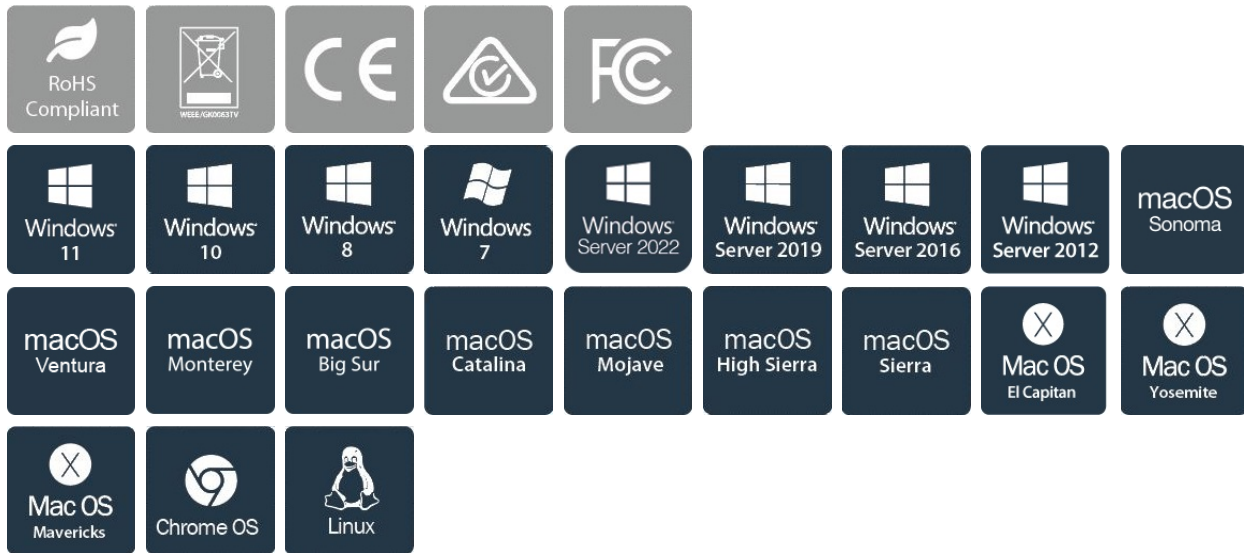 RoHS
Compliant
WEEE/GK0083TV
CE
FC
Windows
11
Windows
10
Windows
8
Windows
7
Windows
Server 2022
Windows
Server 2019
Windows
Server 2016
Windows
Server 2012
macOS
Sonoma
macOS
Ventura
macOS
Monterey
macOS
Big Sur
macOS
Catalina
macOS
Mojave
macOS
High Sierra
macOS
Sierra
X
Mac OS
El Capitan
X
Mac OS
Yosemite
X
Mac OS
Mavericks
Chrome OS
Linux